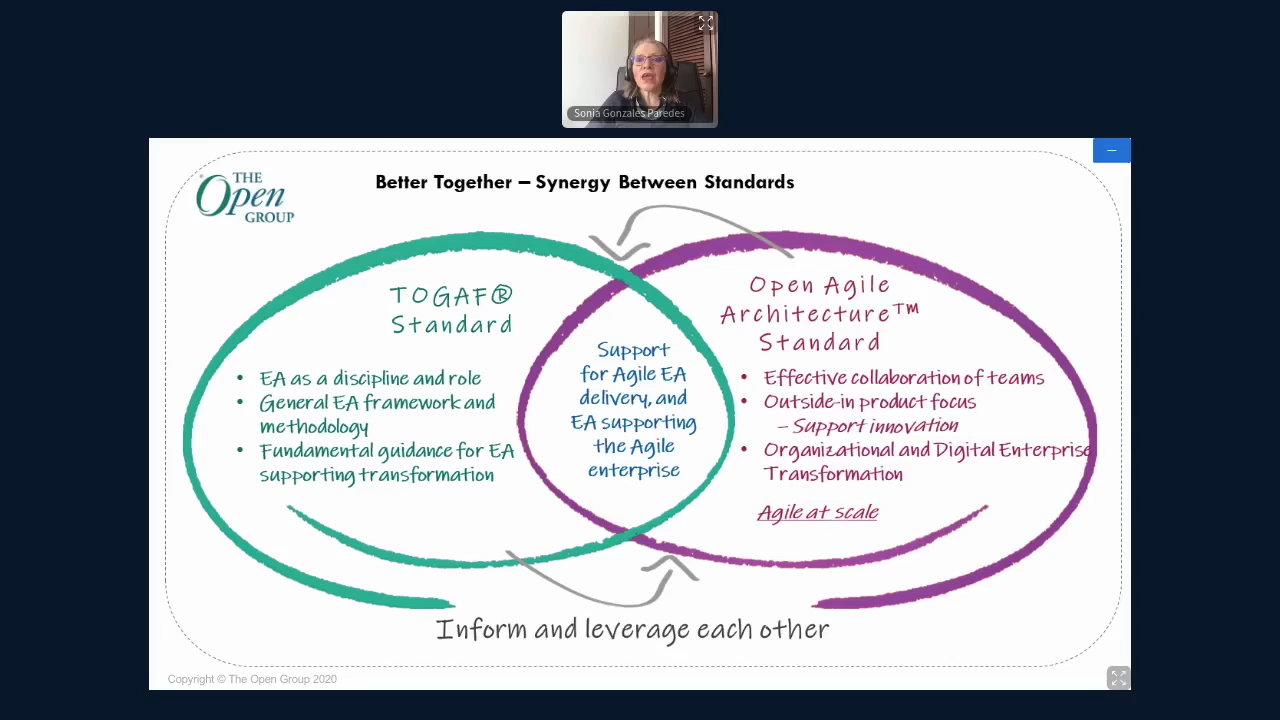 Sonia Gonzalez Paredes
THE
Open
GROUP
Better Together – Synergy Between Standards
TOGAF®
Standard
• EA as a discipline and role
• General EA framework and
methodology
• Fundamental guidance for EA
supporting transformation
Support
for Agile EA
delivery, and
EA supporting
the Agile
enterprise
Open Agile
Architecture™
Standard
• Effective collaboration of teams
• Outside-in product focus
– Support innovation
• Organizational and Digital Enterprise
Transformation
Agile at scale
Inform and leverage each other
Copyright © The Open Group 2020